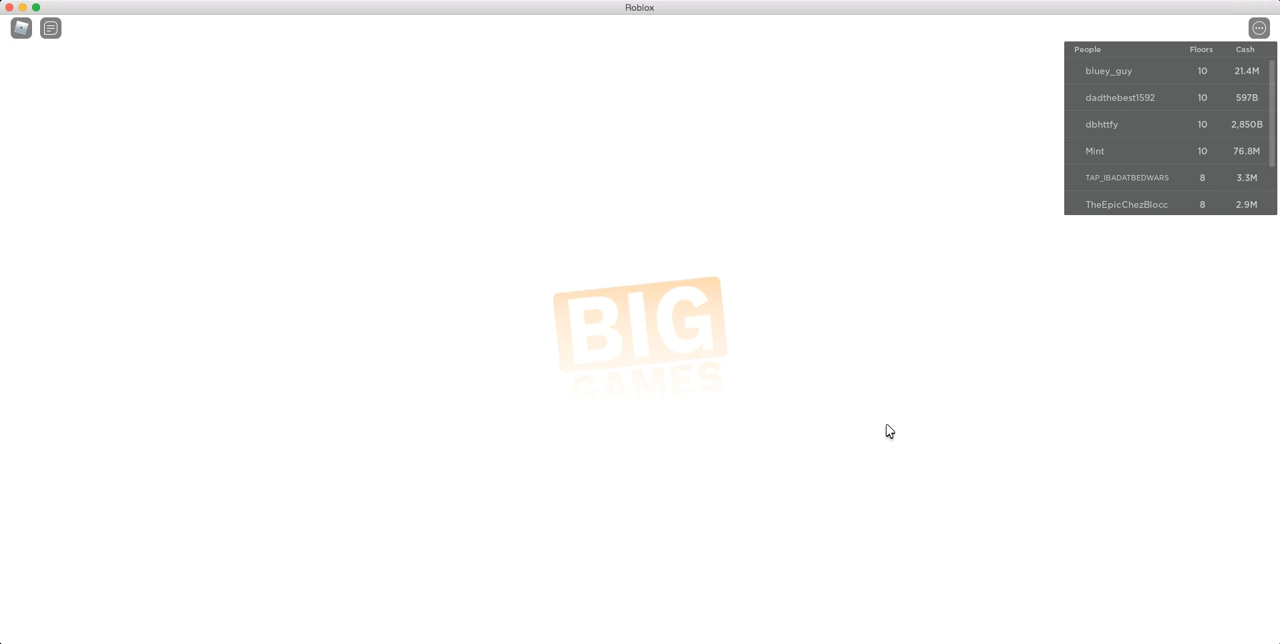 Roblox
People Floors Cash
bluey_guy 10 21.4M
dadthebest1592 10 597B
dbhttfy 10 2,850B
Mint 10 76.8M
TAP_IBADATBEDWARS 8 3.3M
TheEpicChezBlocc 8 2.9M
BIG
GAMES